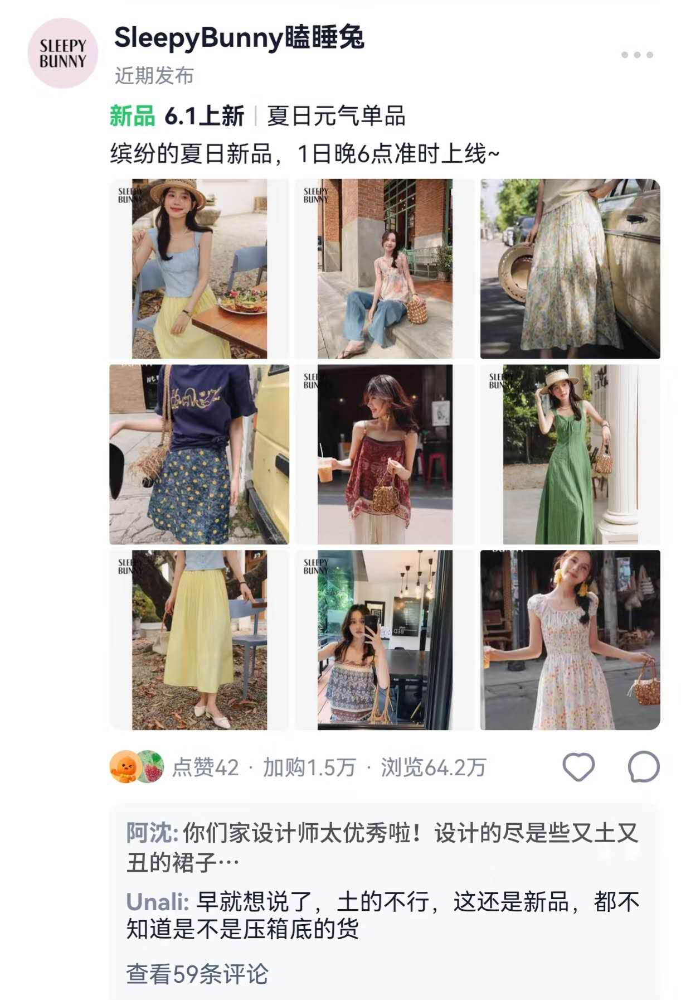 SLEEPY
BUNNY
SleepyBunny瞌睡兔
近期发布
新品 6.1上新 | 夏日元气单品
缤纷的夏日新品，1日晚6点准时上线~
SLEEPY
BUNNY
SLEEPY
BUNNY
SLEEPY
BUNNY
SLEEPY
BUNNY
SLEEPY
BUNNY
SLEEPY
BUNNY
点赞42 · 加购1.5万 · 浏览64.2万
阿沈: 你们家设计师太优秀啦！设计的尽是些又土又
丑的裙子…
Unali: 早就想说了，土的不行，这还是新品，都不
知道是不是压箱底的货
查看59条评论